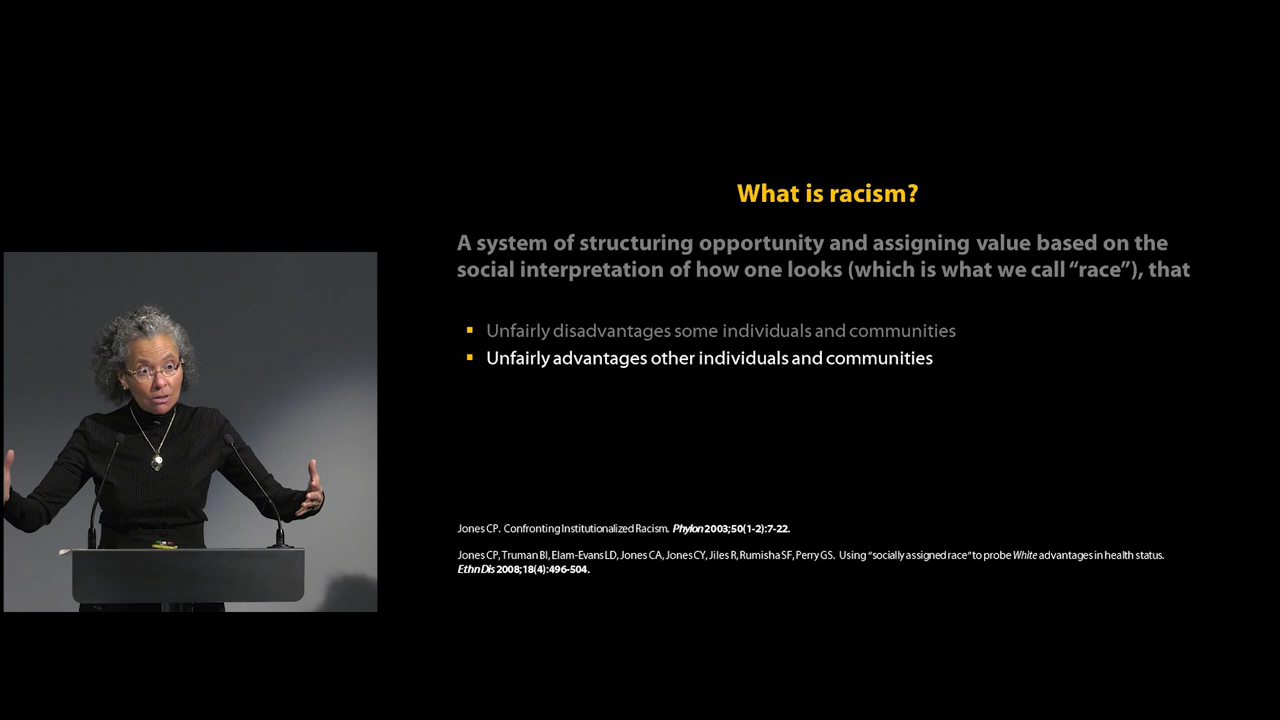 What is racism?
A system of structuring opportunity and assigning value based on the
social interpretation of how one looks (which is what we call “race”), that
▪ Unfairly disadvantages some individuals and communities
▪ Unfairly advantages other individuals and communities
Jones CP. Confronting Institutionalized Racism. Phylon 2003;50(1-2):7-22.
Jones CP, Truman BI, Elam-Evans LD, Jones CA, Jones CY, Jiles R, Rumisha SF, Perry GS. Using “socially assigned race” to probe White advantages in health status.
Ethn Dis 2008;18(4):496-504.